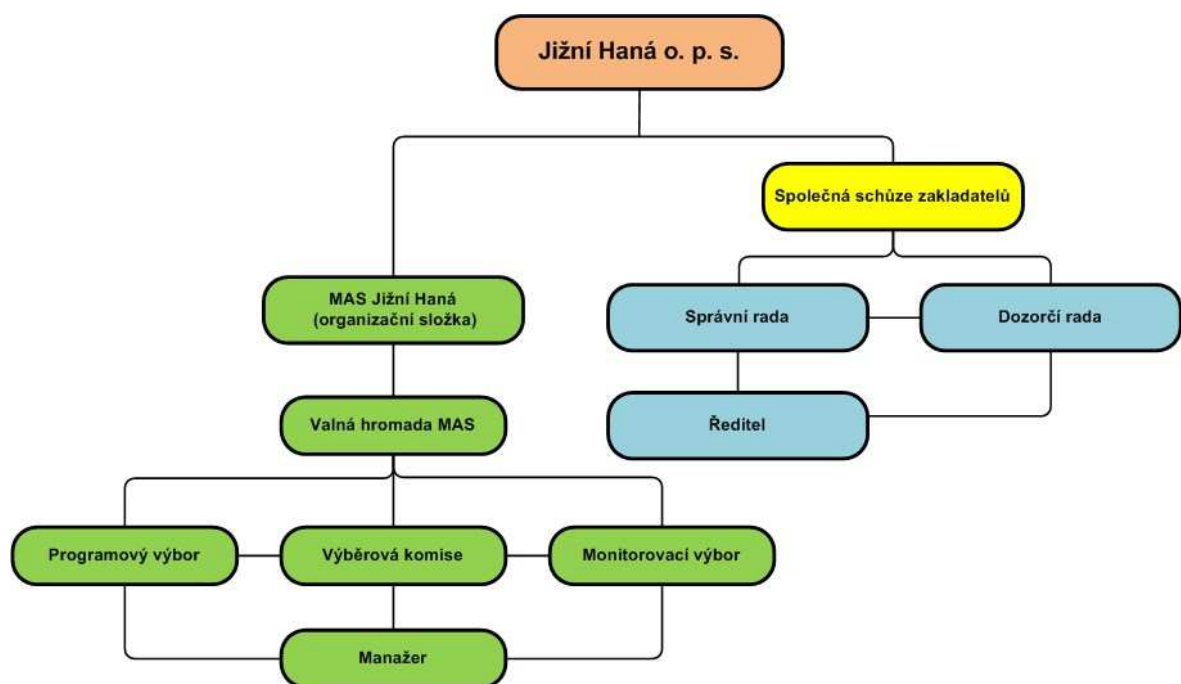 Jižní Haná o. p. s.
Společná schůze zakladatelů
MAS Jižní Haná
(organizační složka)
Správní rada
Dozorčí rada
Valná hromada MAS
Ředitel
Programový výbor
Výběrová komise
Monitorovací výbor
Manažer